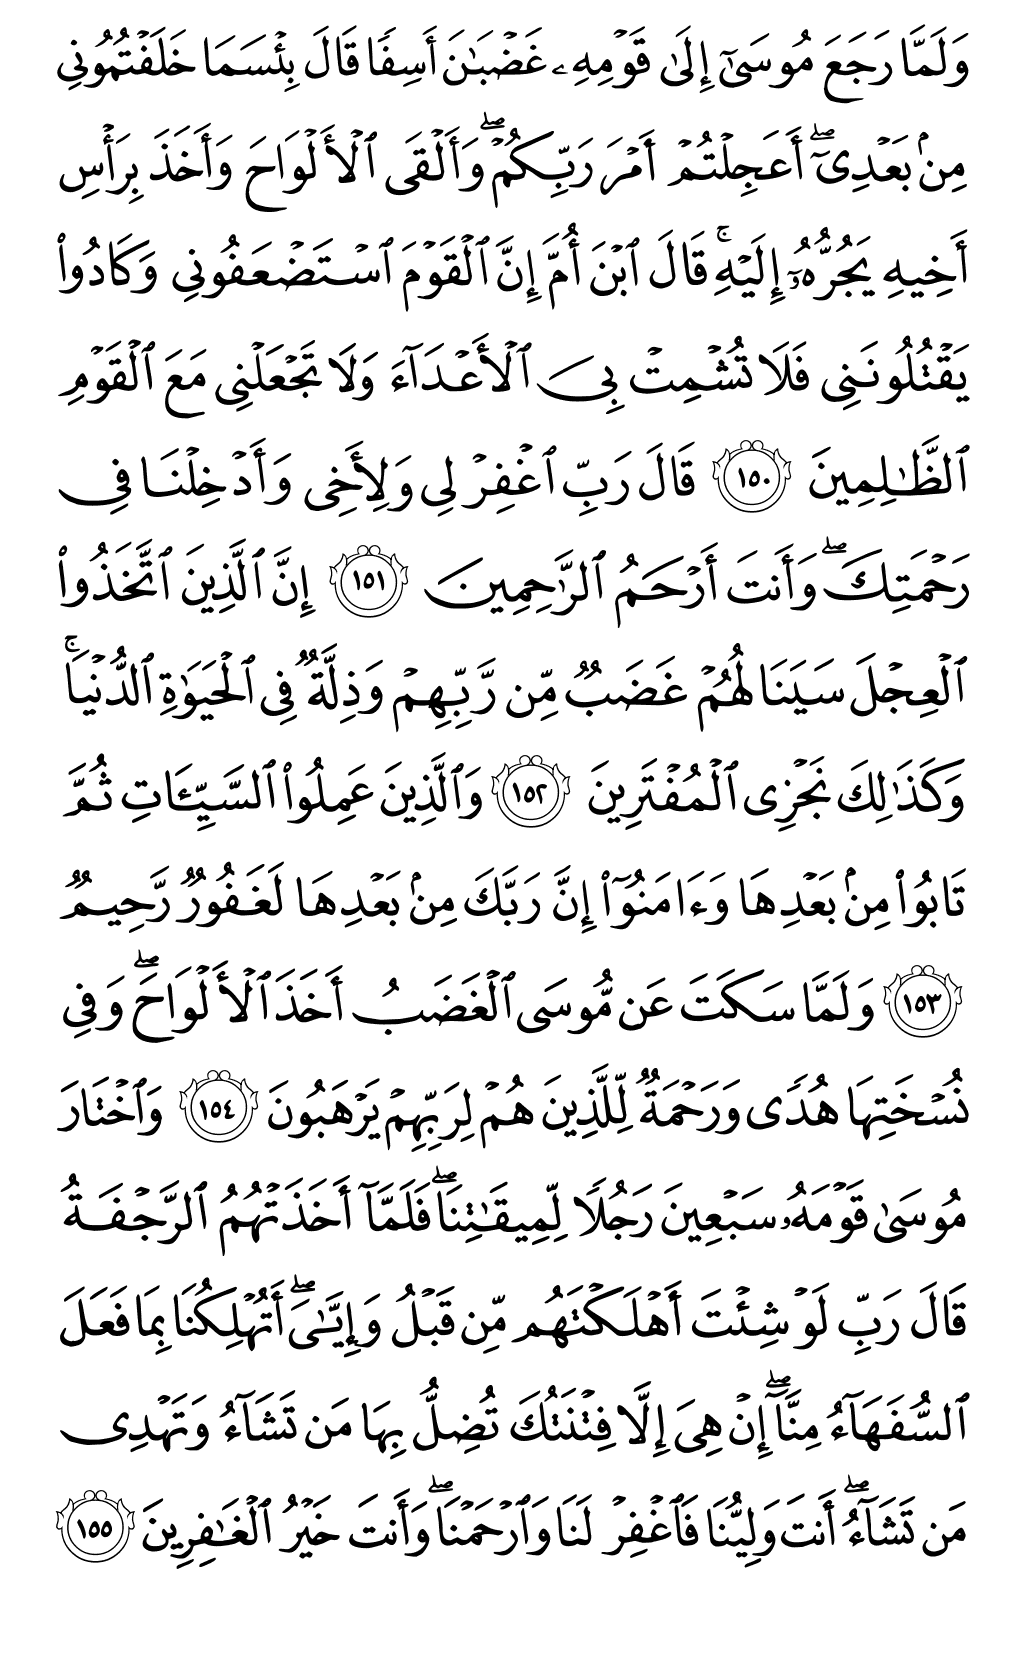 وَلَمَّا رَجَعَ مُوسَىٰٓ إِلَىٰ قَوْمِهِۦ غَضْبَٰنَ أَسِفًا قَالَ بِئْسَمَا خَلَفْتُمُونِى
مِنۢ بَعْدِىٓ ۖ أَعَجِلْتُمْ أَمْرَ رَبِّكُمْ ۖ وَأَلْقَى ٱلْأَلْوَاحَ وَأَخَذَ بِرَأْسِ
أَخِيهِ يَجُرُّهُۥٓ إِلَيْهِ ۚ قَالَ ٱبْنَ أُمَّ إِنَّ ٱلْقَوْمَ ٱسْتَضْعَفُونِى وَكَادُوا۟
يَقْتُلُونَنِى فَلَا تُشْمِتْ بِىَ ٱلْأَعْدَآءَ وَلَا تَجْعَلْنِى مَعَ ٱلْقَوْمِ
ٱلظَّٰلِمِينَ ١٥٠ قَالَ رَبِّ ٱغْفِرْ لِى وَلِأَخِى وَأَدْخِلْنَا فِى
رَحْمَتِكَ ۖ وَأَنتَ أَرْحَمُ ٱلرَّٰحِمِينَ ١٥١ إِنَّ ٱلَّذِينَ ٱتَّخَذُوا۟
ٱلْعِجْلَ سَيَنَالُهُمْ غَضَبٌ مِّن رَّبِّهِمْ وَذِلَّةٌ فِى ٱلْحَيَوٰةِ ٱلدُّنْيَا ۚ
وَكَذَٰلِكَ نَجْزِى ٱلْمُفْتَرِينَ ١٥٢ وَٱلَّذِينَ عَمِلُوا۟ ٱلسَّيِّـَٔاتِ ثُمَّ
تَابُوا۟ مِنۢ بَعْدِهَا وَءَامَنُوٓا۟ إِنَّ رَبَّكَ مِنۢ بَعْدِهَا لَغَفُورٌ رَّحِيمٌ
١٥٣ وَلَمَّا سَكَتَ عَن مُّوسَى ٱلْغَضَبُ أَخَذَ ٱلْأَلْوَاحَ ۖ وَفِى
نُسْخَتِهَا هُدًى وَرَحْمَةٌ لِّلَّذِينَ هُمْ لِرَبِّهِمْ يَرْهَبُونَ ١٥٤ وَٱخْتَارَ
مُوسَىٰ قَوْمَهُۥ سَبْعِينَ رَجُلًا لِّمِيقَٰتِنَا ۖ فَلَمَّآ أَخَذَتْهُمُ ٱلرَّجْفَةُ
قَالَ رَبِّ لَوْ شِئْتَ أَهْلَكْتَهُم مِّن قَبْلُ وَإِيَّٰىَ ۖ أَتُهْلِكُنَا بِمَا فَعَلَ
ٱلسُّفَهَآءُ مِنَّآ ۖ إِنْ هِىَ إِلَّا فِتْنَتُكَ تُضِلُّ بِهَا مَن تَشَآءُ وَتَهْدِى
مَن تَشَآءُ ۖ أَنتَ وَلِيُّنَا فَٱغْفِرْ لَنَا وَٱرْحَمْنَا ۖ وَأَنتَ خَيْرُ ٱلْغَٰفِرِينَ ١٥٥